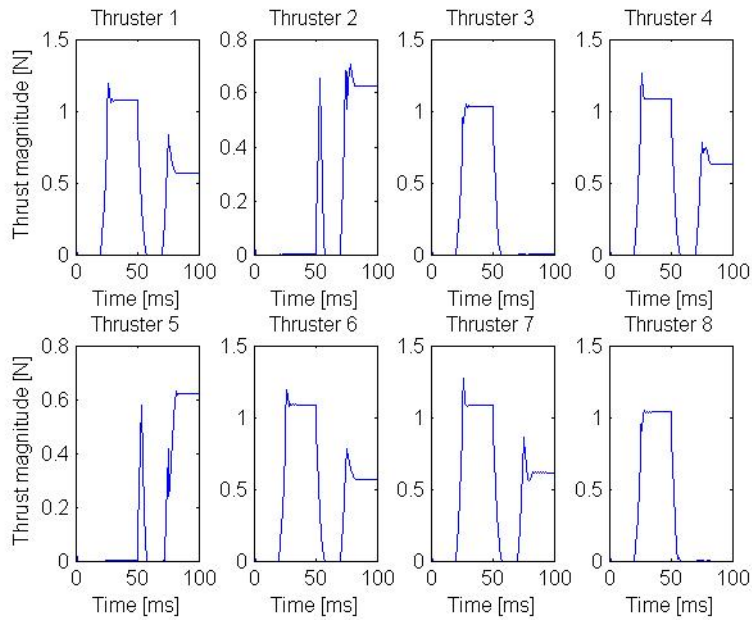 Thruster 1
Thruster 2
Thruster 3
Thruster 4
Thrust magnitude [N]
1.5
1
0.5
0
0 50 100
Time [ms]
0.8
0.6
0.4
0.2
0
0 50 100
Time [ms]
1.5
1
0.5
0
0 50 100
Time [ms]
1.5
1
0.5
0
0 50 100
Time [ms]
Thruster 5
Thruster 6
Thruster 7
Thruster 8
Thrust magnitude [N]
0.8
0.6
0.4
0.2
0
0 50 100
Time [ms]
1.5
1
0.5
0
0 50 100
Time [ms]
1.5
1
0.5
0
0 50 100
Time [ms]
1.5
1
0.5
0
0 50 100
Time [ms]